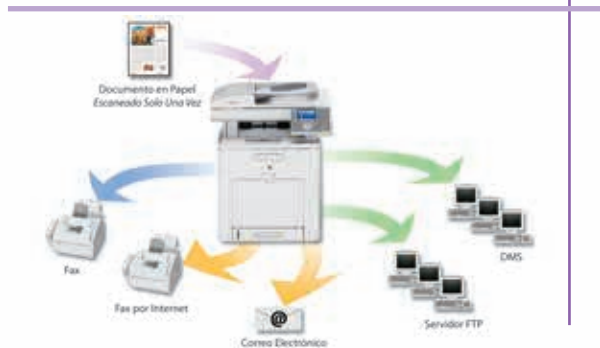 Documento en Papel
Escaneado Solo Una Vez
Fax
Fax por Internet
@
Correo Electrónico
Servidor FTP
DMS